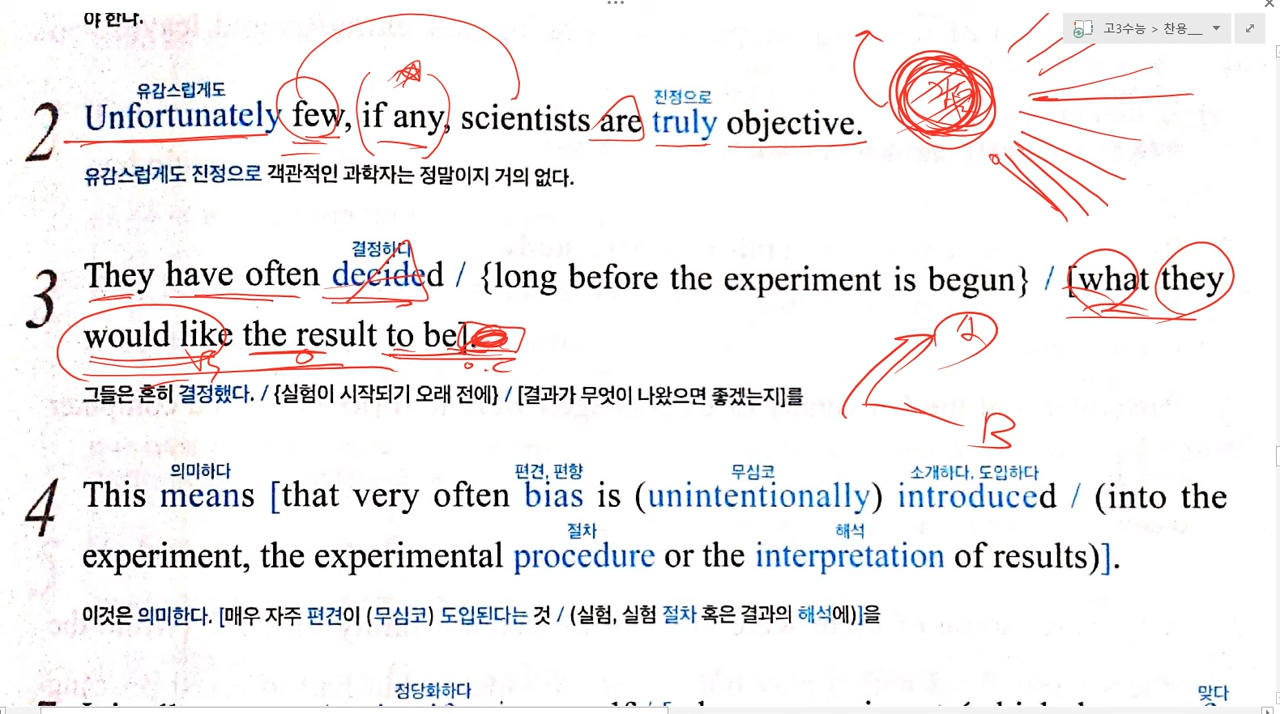 야 한다.
고3수능 > 찬용__
유감스럽게도
진정으로
2 Unfortunately few, if any, scientists are truly objective.
유감스럽게도 진정으로 객관적인 과학자는 정말이지 거의 없다.
결정하다
3 They have often decided / {long before the experiment is begun} / [what they
would like the result to be].
V5 O O.C
그들은 흔히 결정했다. / {실험이 시작되기 오래 전에} / [결과가 무엇이 나왔으면 좋겠는지]를
A
B
의미하다 편견, 편향 무심코 소개하다, 도입하다
4 This means [that very often bias is (unintentionally) introduced / (into the
절차 해석
experiment, the experimental procedure or the interpretation of results)].
이것은 의미한다. [매우 자주 편견이 (무심코) 도입된다는 것 / (실험, 실험 절차 혹은 결과의 해석에)]을
정당화하다 맞다